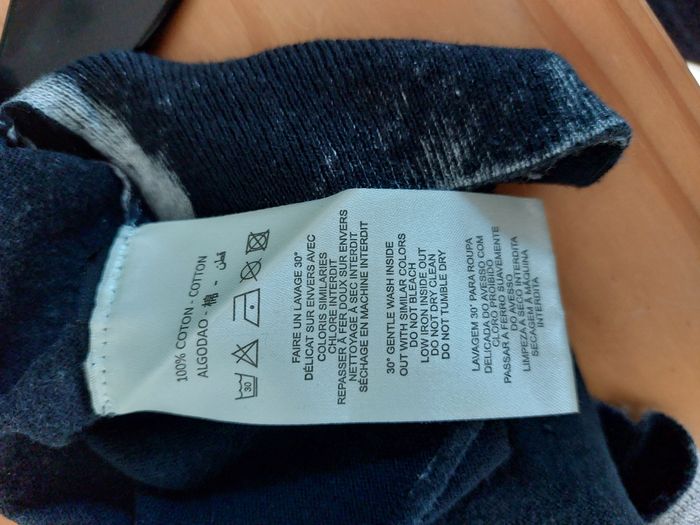 100% COTON - COTTON
ALGODAO - 棉 - قطن
30
FAIRE UN LAVAGE 30°
DÉLICAT SUR ENVERS AVEC
COLORIS SIMILARIES
CHLORE INTERDIT
REPASSER À FER DOUX SUR ENVERS
NETTOYAGE À SEC INTERDIT
SÉCHAGE EN MACHINE INTERDIT
30° GENTLE WASH INSIDE
OUT WITH SIMILAR COLORS
DO NOT BLEACH
LOW IRON INSIDE OUT
DO NOT DRY CLEAN
DO NOT TUMBLE DRY
LAVAGEM 30° PARA ROUPA
DELICADA DO AVESSO COM
CLORO PROIBIDO
PASSAR Á FERRO SUAVEMENTE
DO AVESSO
LIMPEZA Á SECO INTERDITA
SECAGEM Á MÁQUINA
INTERDITA